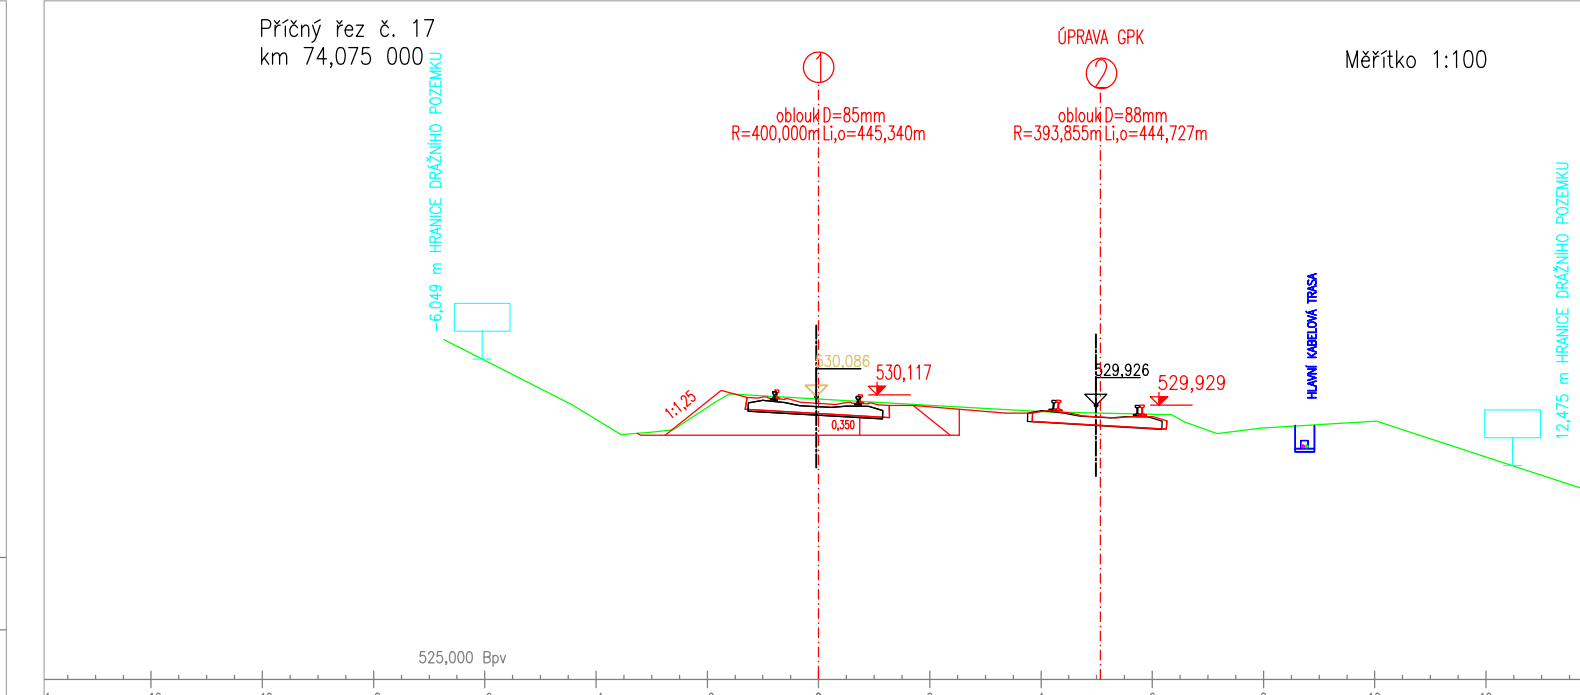 Příčný řez č. 17
km 74,075 000
ÚPRAVA GPK
Měřítko 1:100
1
2
oblouk D=85mm
R=400,000m Li,o=445,340m
oblouk D=88mm
R=393,855m Li,o=444,727m
-6,049 m HRANICE DRÁŽNÍHO POZEMKU
12,475 m HRANICE DRÁŽNÍHO POZEMKU
HLAVNÍ KABELOVÁ TRASA
530,086
530,117
529,926
529,929
1:1,25
0,350
525,000 Bpv